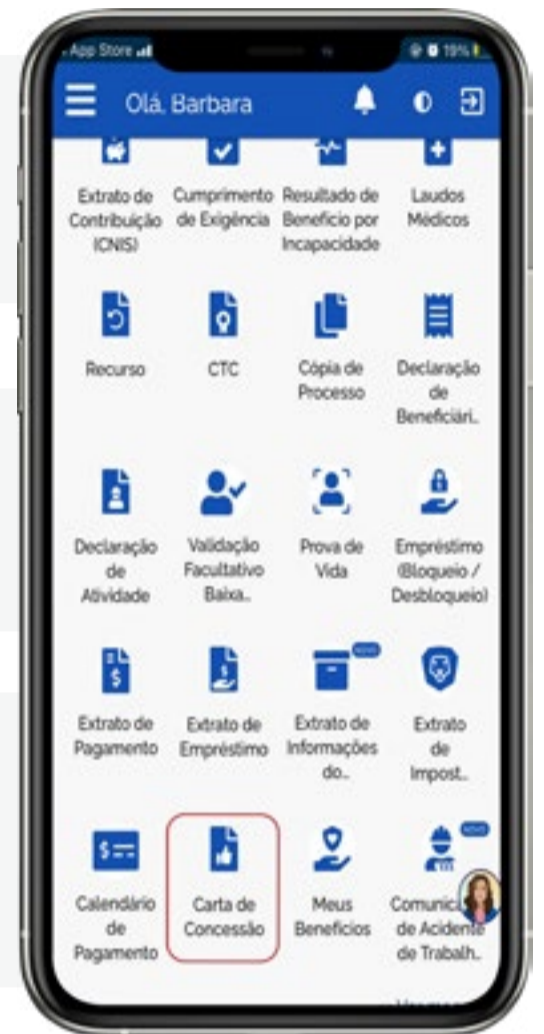 App Store
19%
Olá, Barbara
Extrato de
Contribuição
(CNIS)
Cumprimento
de Exigência
Resultado de
Benefício por
Incapacidade
Laudos
Médicos
Recurso
CTC
Cópia de
Processo
Declaração
de
Beneficiári..
Declaração
de
Atividade
Validação
Facultativo
Baixa..
Prova de
Vida
Empréstimo
(Bloqueio /
Desbloqueio)
Extrato de
Pagamento
Extrato de
Empréstimo
NOVO
Extrato de
Informações
do..
Extrato
de
Impost..
Calendário
de
Pagamento
Carta de
Concessão
Meus
Benefícios
NOVO
de Acidente
de Trabalh..